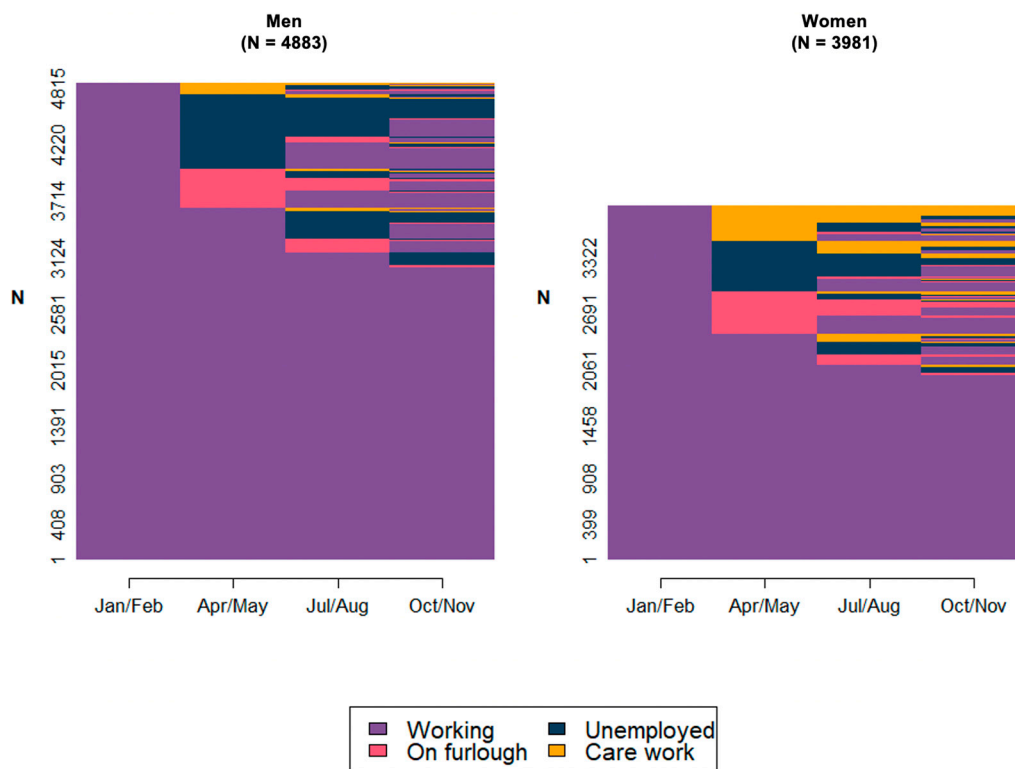 Men
(N = 4883)
N
4815
4220
3714
3124
2581
2015
1391
903
408
1
Jan/Feb Apr/May Jul/Aug Oct/Nov
Women
(N = 3981)
N
3322
2691
2061
1458
908
399
1
Jan/Feb Apr/May Jul/Aug Oct/Nov
Working Unemployed
On furlough Care work